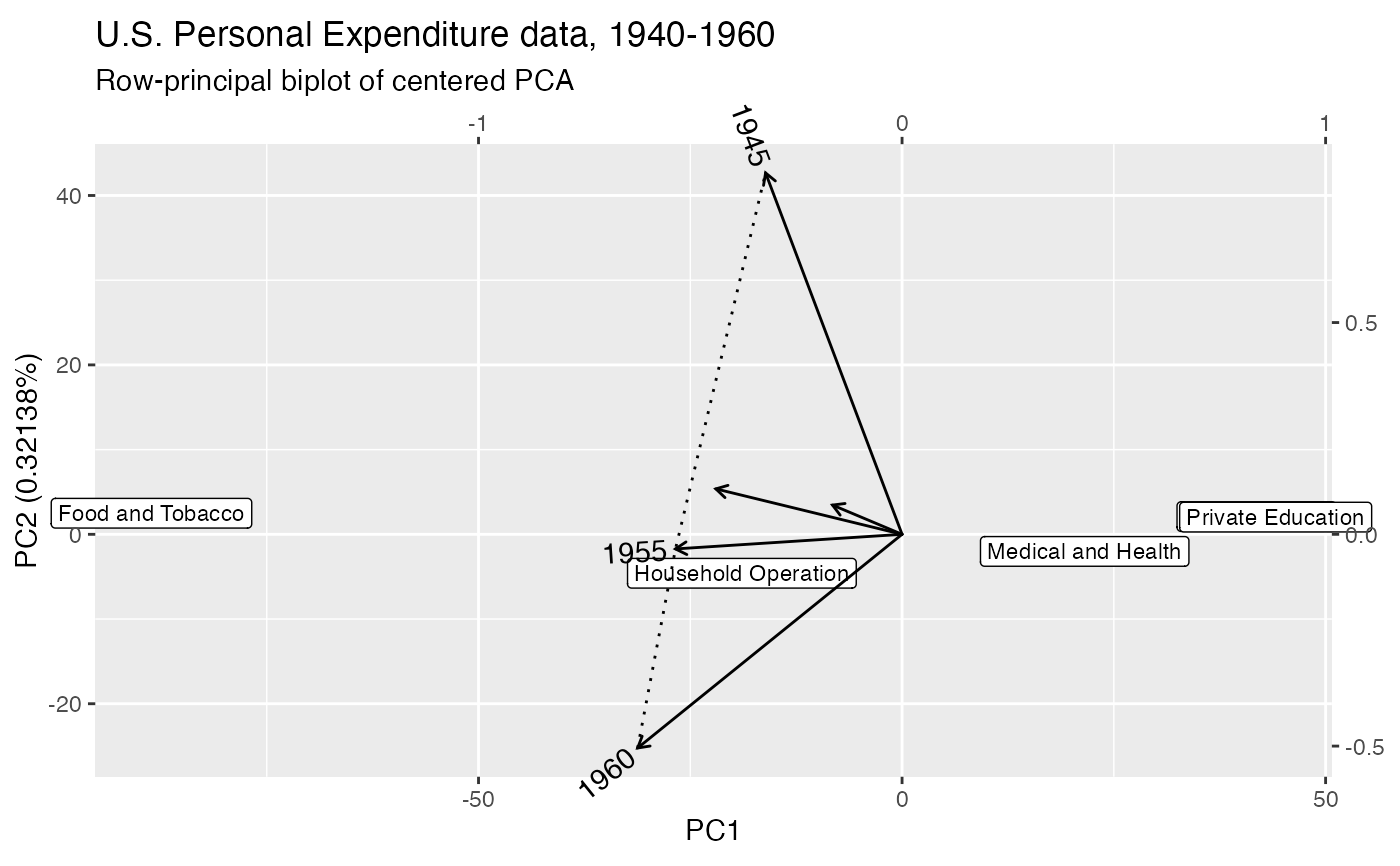 U.S. Personal Expenditure data, 1940-1960
Row-principal biplot of centered PCA
-1 0 1
1945
40
0.5
20
Food and Tobacco
Private Education
0
0.0
1955
Medical and Health
Household Operation
-20
-0.5
1960
-50 0 50
PC1
PC2 (0.32138%)